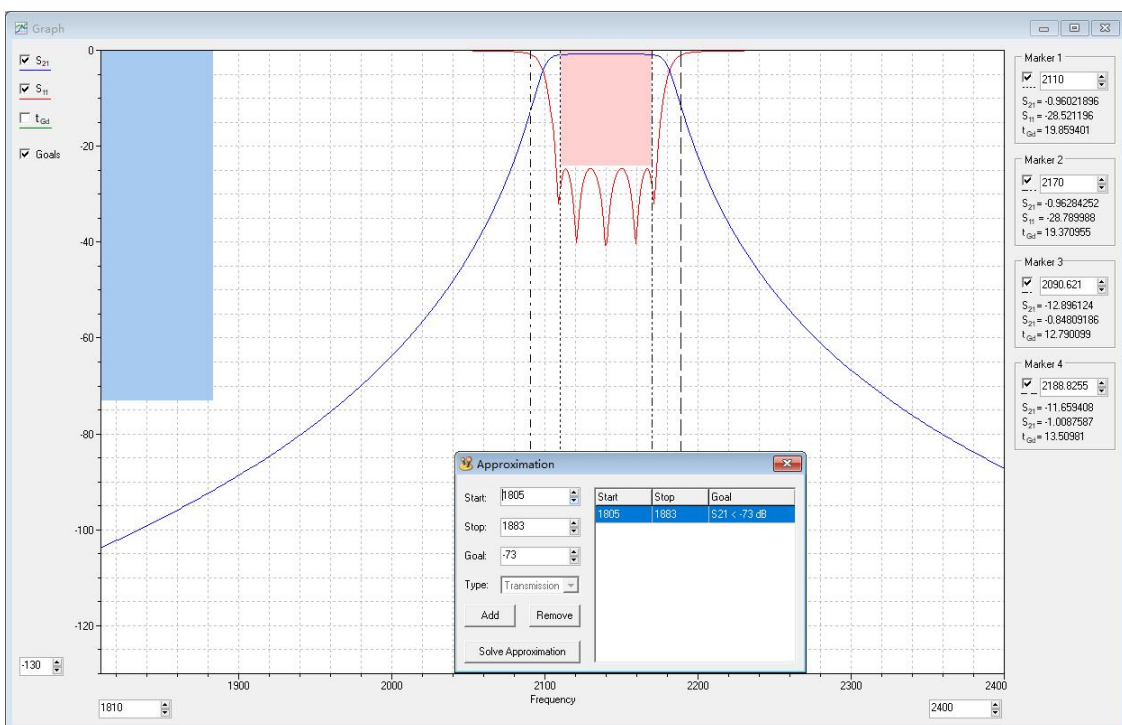 Graph
S21
S11
tGd
Goals
0
-20
-40
-60
-80
-100
-120
-130
1810
1900
2000
2100
2200
2300
2400
Frequency
2400
Marker 1
2110
S21= -0.96021896
S11= -28.521196
tGd= 19.859401
Marker 2
2170
S21= -0.96284252
S11= -28.789988
tGd= 19.370955
Marker 3
2090.621
S21= -12.896124
S21= -0.84809186
tGd= 12.790099
Marker 4
2188.8255
S21= -11.659408
S21= -1.0087587
tGd= 13.50981
Approximation
Start: 1805
Stop: 1883
Goal: -73
Type: Transmission
Add Remove
Solve Approximation
Start Stop Goal
1805 1883 S21 < -73 dB